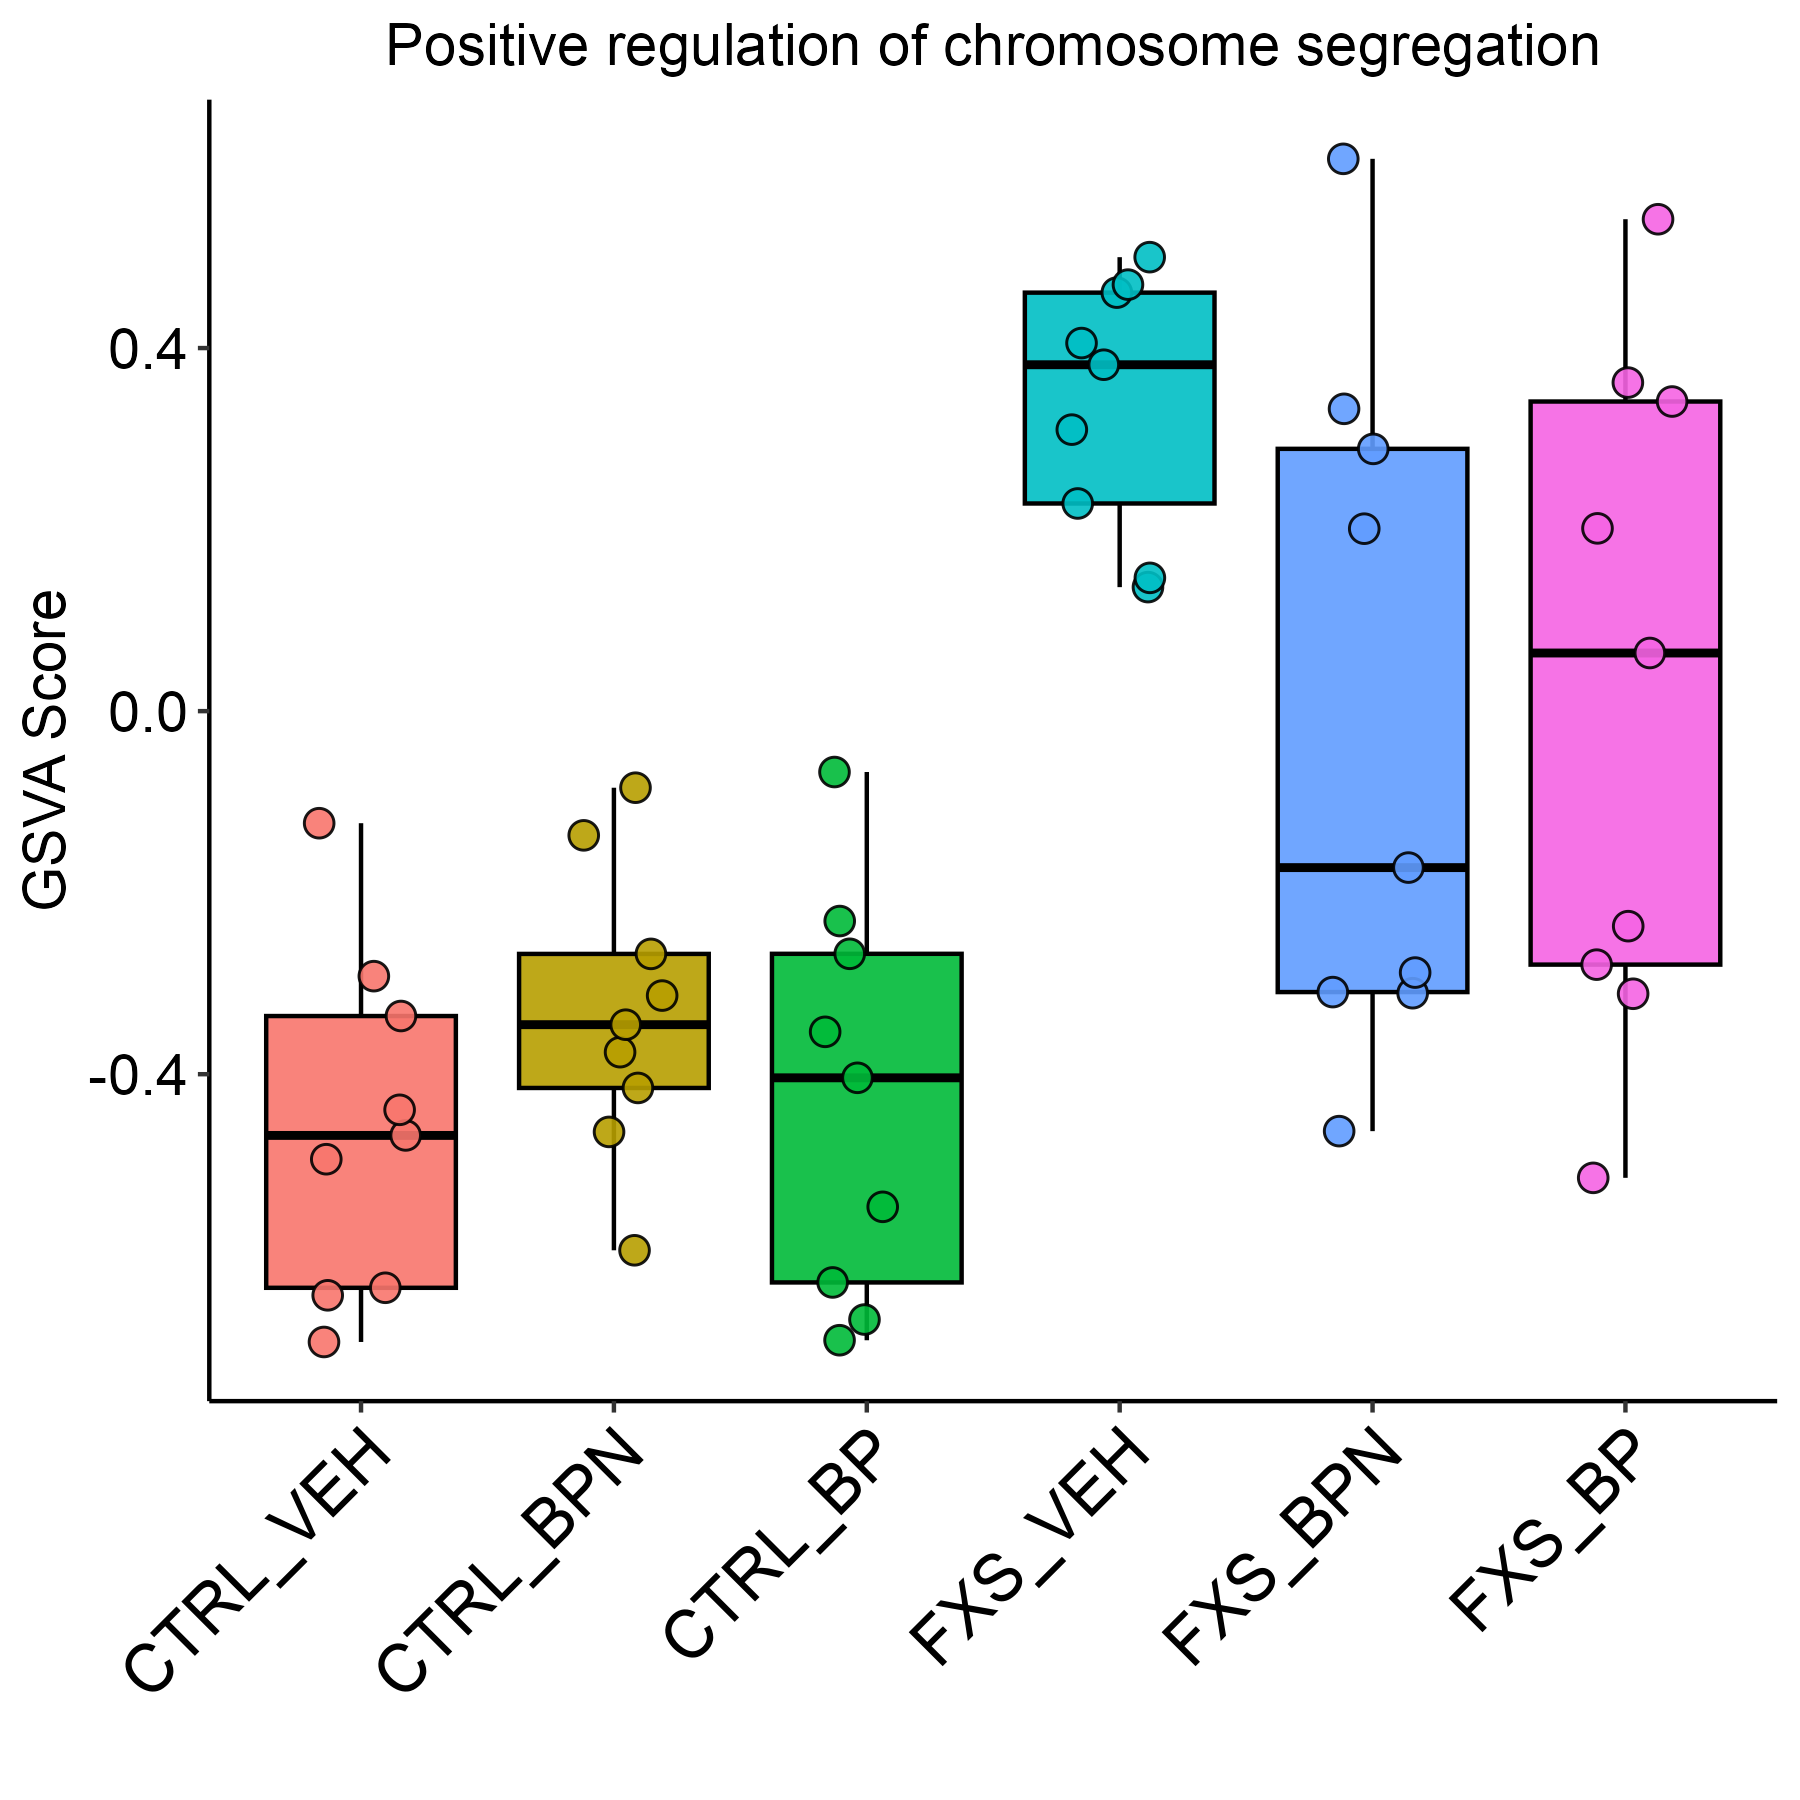 Positive regulation of chromosome segregation
GSVA Score
0.4
0.0
-0.4
CTRL_VEH
CTRL_BPN
CTRL_BP
FXS_VEH
FXS_BPN
FXS_BP